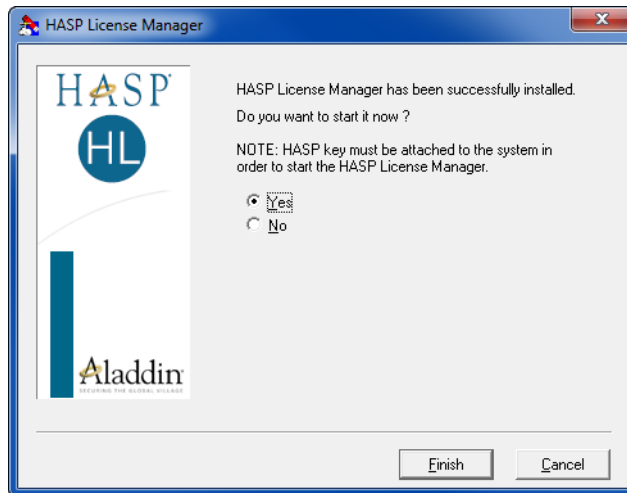 HASP License Manager
HASP
HL
HASP License Manager has been successfully installed.
Do you want to start it now ?
NOTE: HASP key must be attached to the system in
order to start the HASP License Manager.
Yes
No
Aladdin
SECURING THE GLOBAL VILLAGE
Finish
Cancel